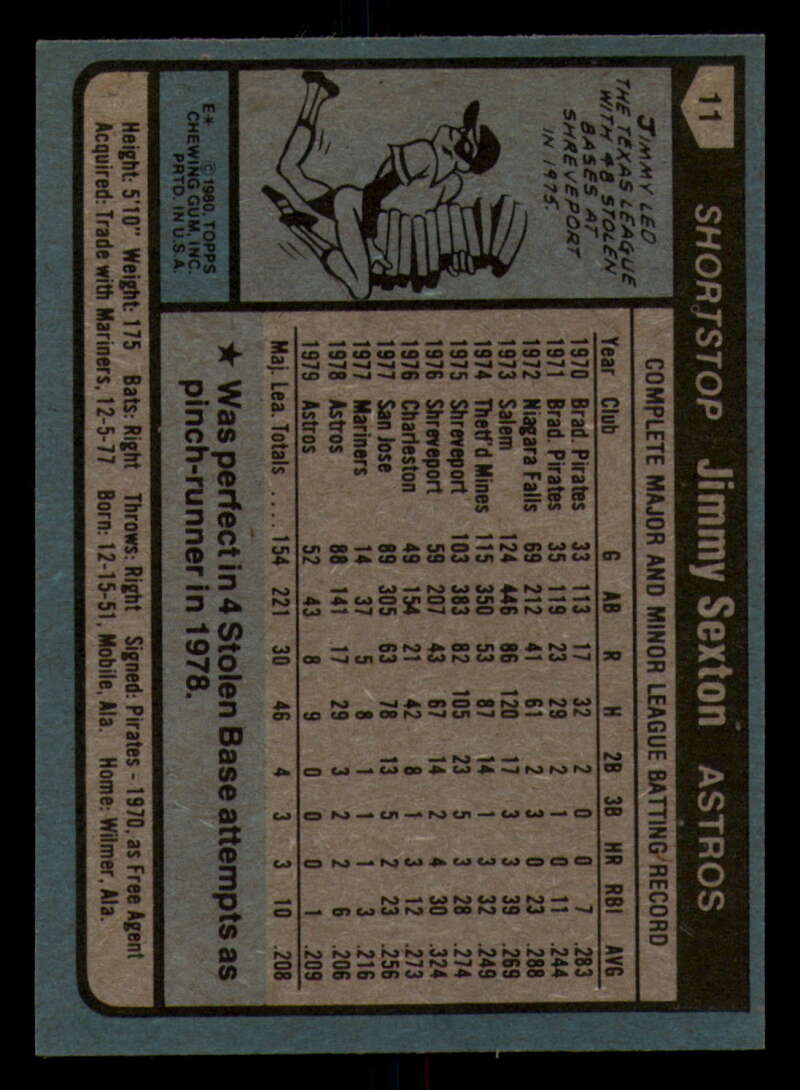 11
SHORTSTOP Jimmy Sexton ASTROS
JIMMY LED
THE TEXAS LEAGUE
WITH 48 STOLEN
BASES AT
SHREVEPORT
IN 1975.
E* © 1980 TOPPS
CHEWING GUM, INC.
PRTD. IN U.S.A.
COMPLETE MAJOR AND MINOR LEAGUE BATTING RECORD
Year Club G AB R H 2B 3B HR RBI AVG
1970 Brad. Pirates 33 113 17 32 2 0 0 7 .283
1971 Brad. Pirates 35 119 23 29 2 1 0 11 .244
1972 Niagara Falls 69 212 41 61 2 3 0 23 .288
1973 Salem 124 446 86 120 17 3 3 39 .269
1974 Thetf'd Mines 115 350 53 87 14 1 3 32 .249
1975 Shreveport 103 383 82 105 23 5 3 28 .274
1976 Shreveport 59 207 43 67 14 2 4 30 .324
1976 Charleston 49 154 21 42 8 1 3 12 .273
1977 San Jose 89 305 63 78 13 5 2 23 .256
1977 Mariners 14 37 5 8 1 1 1 3 .216
1978 Astros 88 141 17 29 3 2 2 6 .206
1979 Astros 52 43 8 9 0 0 0 1 .209
Maj. Lea. Totals .... 154 221 30 46 4 3 3 10 .208
★ Was perfect in 4 Stolen Base attempts as
pinch-runner in 1978.
Height: 5'10" Weight: 175 Bats: Right Throws: Right Signed: Pirates - 1970, as Free Agent
Acquired: Trade with Mariners, 12-5-77 Born: 12-15-51, Mobile, Ala. Home: Wilmer, Ala.